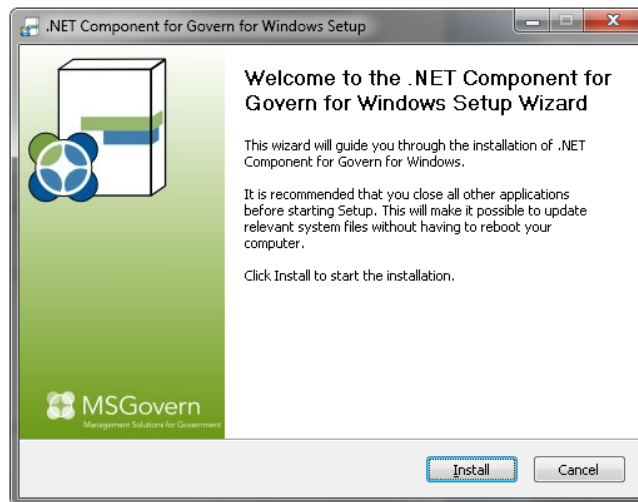 .NET Component for Govern for Windows Setup
Welcome to the .NET Component for
Govern for Windows Setup Wizard
This wizard will guide you through the installation of .NET
Component for Govern for Windows.
It is recommended that you close all other applications
before starting Setup. This will make it possible to update
relevant system files without having to reboot your
computer.
Click Install to start the installation.
MSGovern
Management Solutions for Government
Install
Cancel